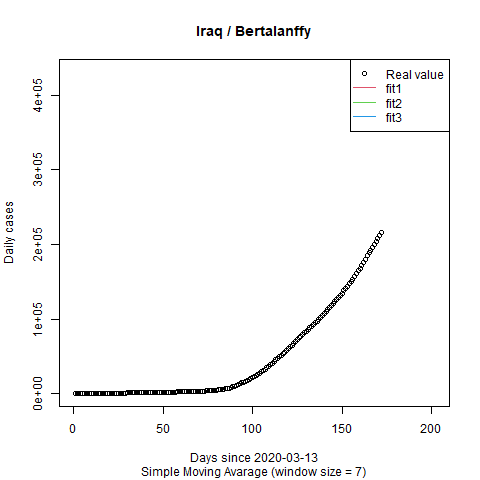 Iraq / Bertalanffy
Real value
fit1
fit2
fit3
4e+05
3e+05
2e+05
1e+05
0e+00
Daily cases
0 50 100 150 200
Days since 2020-03-13
Simple Moving Avarage (window size = 7)